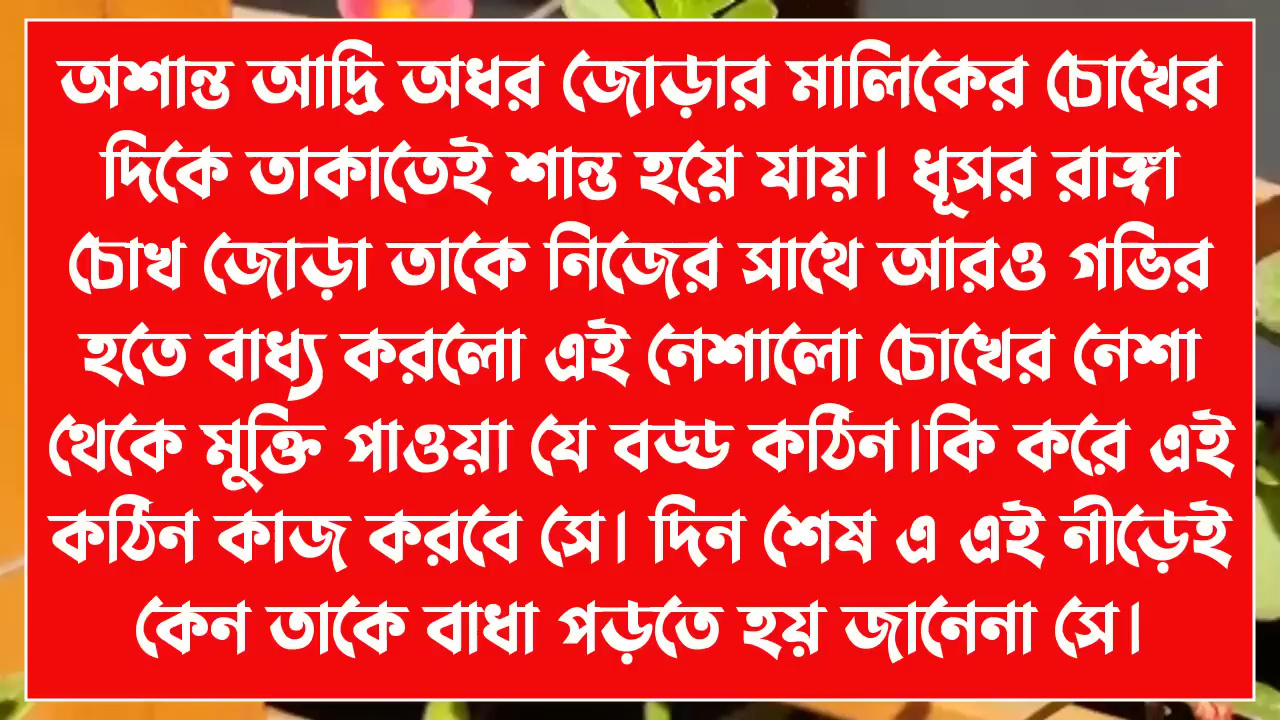 অশান্ত আদ্রি অধর জোড়ার মালিকের চোখের
দিকে তাকাতেই শান্ত হয়ে যায়। ধূসর রাঙ্গা
চোখ জোড়া তাকে নিজের সাথে আরও গভির
হতে বাধ্য করলো এই নেশালো চোখের নেশা
থেকে মুক্তি পাওয়া যে বড্ড কঠিন।কি করে এই
কঠিন কাজ করবে সে। দিন শেষ এ এই নীড়েই
কেন তাকে বাধা পড়তে হয় জানেনা সে।